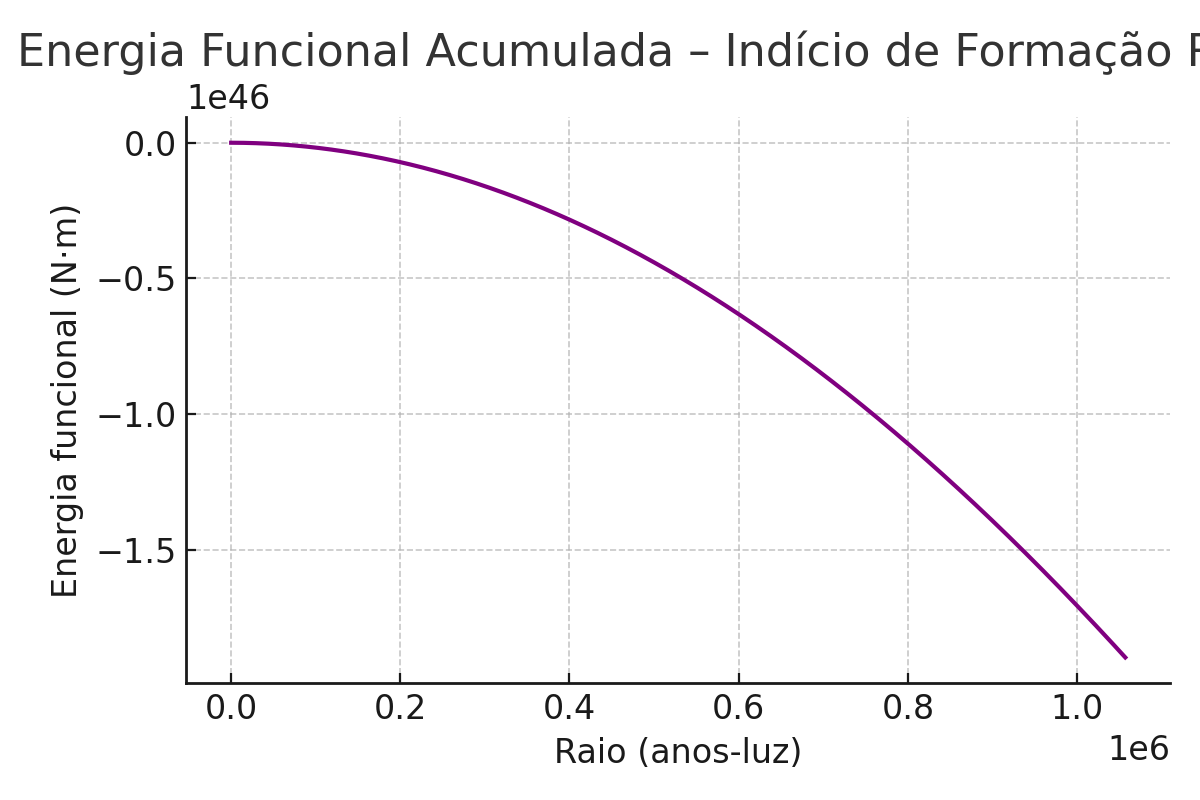 Energia Funcional Acumulada – Indício de Formação
1e46
Energia funcional (N·m)
0.0
−0.5
−1.0
−1.5
0.0 0.2 0.4 0.6 0.8 1.0
Raio (anos-luz)
1e6